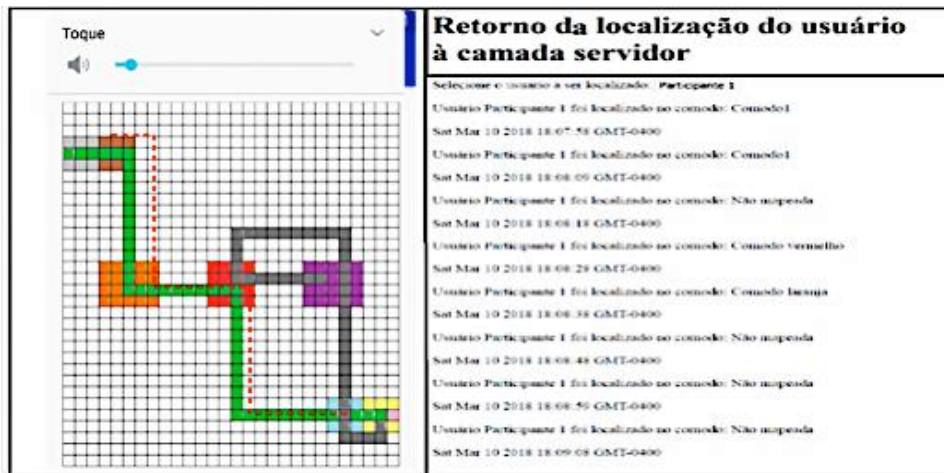 Toque
Retorno da localização do usuário
à camada servidor
Selecione o usuario a ser localizado: Participante 1
Usuário Participante 1 foi localizado no comodo: Comodo1
Sat Mar 10 2018 18:07:58 GMT-0400
Usuário Participante 1 foi localizado no comodo: Comodo1
Sat Mar 10 2018 18:08:09 GMT-0400
Usuário Participante 1 foi localizado no comodo: Não mapeada
Sat Mar 10 2018 18:08:18 GMT-0400
Usuário Participante 1 foi localizado no comodo: Comodo vermelho
Sat Mar 10 2018 18:08:28 GMT-0400
Usuário Participante 1 foi localizado no comodo: Comodo laranja
Sat Mar 10 2018 18:08:38 GMT-0400
Usuário Participante 1 foi localizado no comodo: Não mapeada
Sat Mar 10 2018 18:08:48 GMT-0400
Usuário Participante 1 foi localizado no comodo: Não mapeada
Sat Mar 10 2018 18:08:59 GMT-0400
Usuário Participante 1 foi localizado no comodo: Não mapeada
Sat Mar 10 2018 18:09:08 GMT-0400